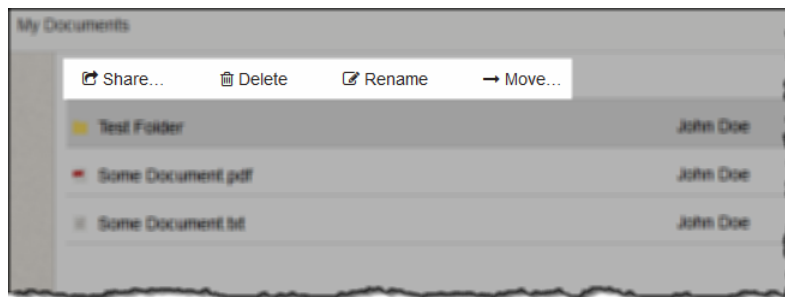 My Documents
Share… Delete Rename Move…
Test Folder John Doe
Some Document.pdf John Doe
Some Document.txt John Doe